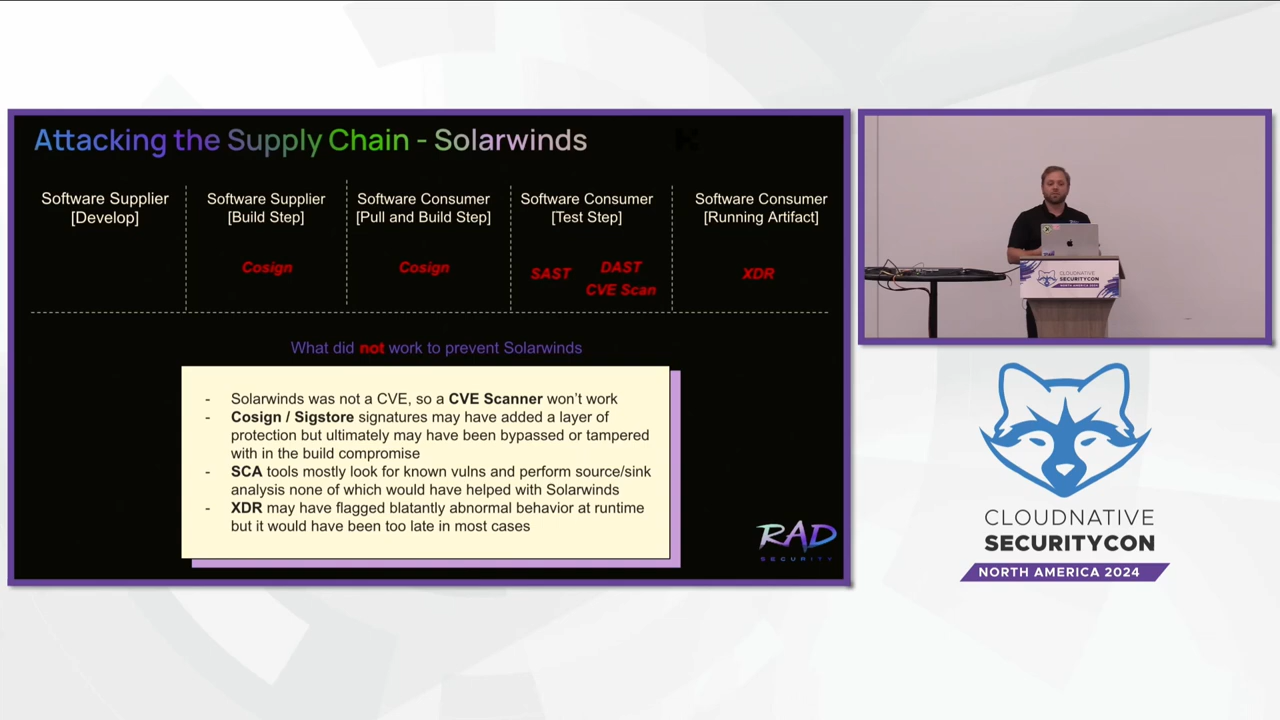 Attacking the Supply Chain - Solarwinds
Software Supplier
[Develop]
Software Supplier
[Build Step]
Software Consumer
[Pull and Build Step]
Software Consumer
[Test Step]
Software Consumer
[Running Artifact]
Cosign
Cosign
SAST
DAST
CVE Scan
XDR
What did not work to prevent Solarwinds
- Solarwinds was not a CVE, so a CVE Scanner won't work
- Cosign / Sigstore signatures may have added a layer of
protection but ultimately may have been bypassed or tampered
with in the build compromise
- SCA tools mostly look for known vulns and perform source/sink
analysis none of which would have helped with Solarwinds
- XDR may have flagged blatantly abnormal behavior at runtime
but it would have been too late in most cases
RAD
SECURITY
CLOUDNATIVE
SECURITYCON
NORTH AMERICA 2024
CLOUDNATIVE
SECURITYCON
NORTH AMERICA 2024